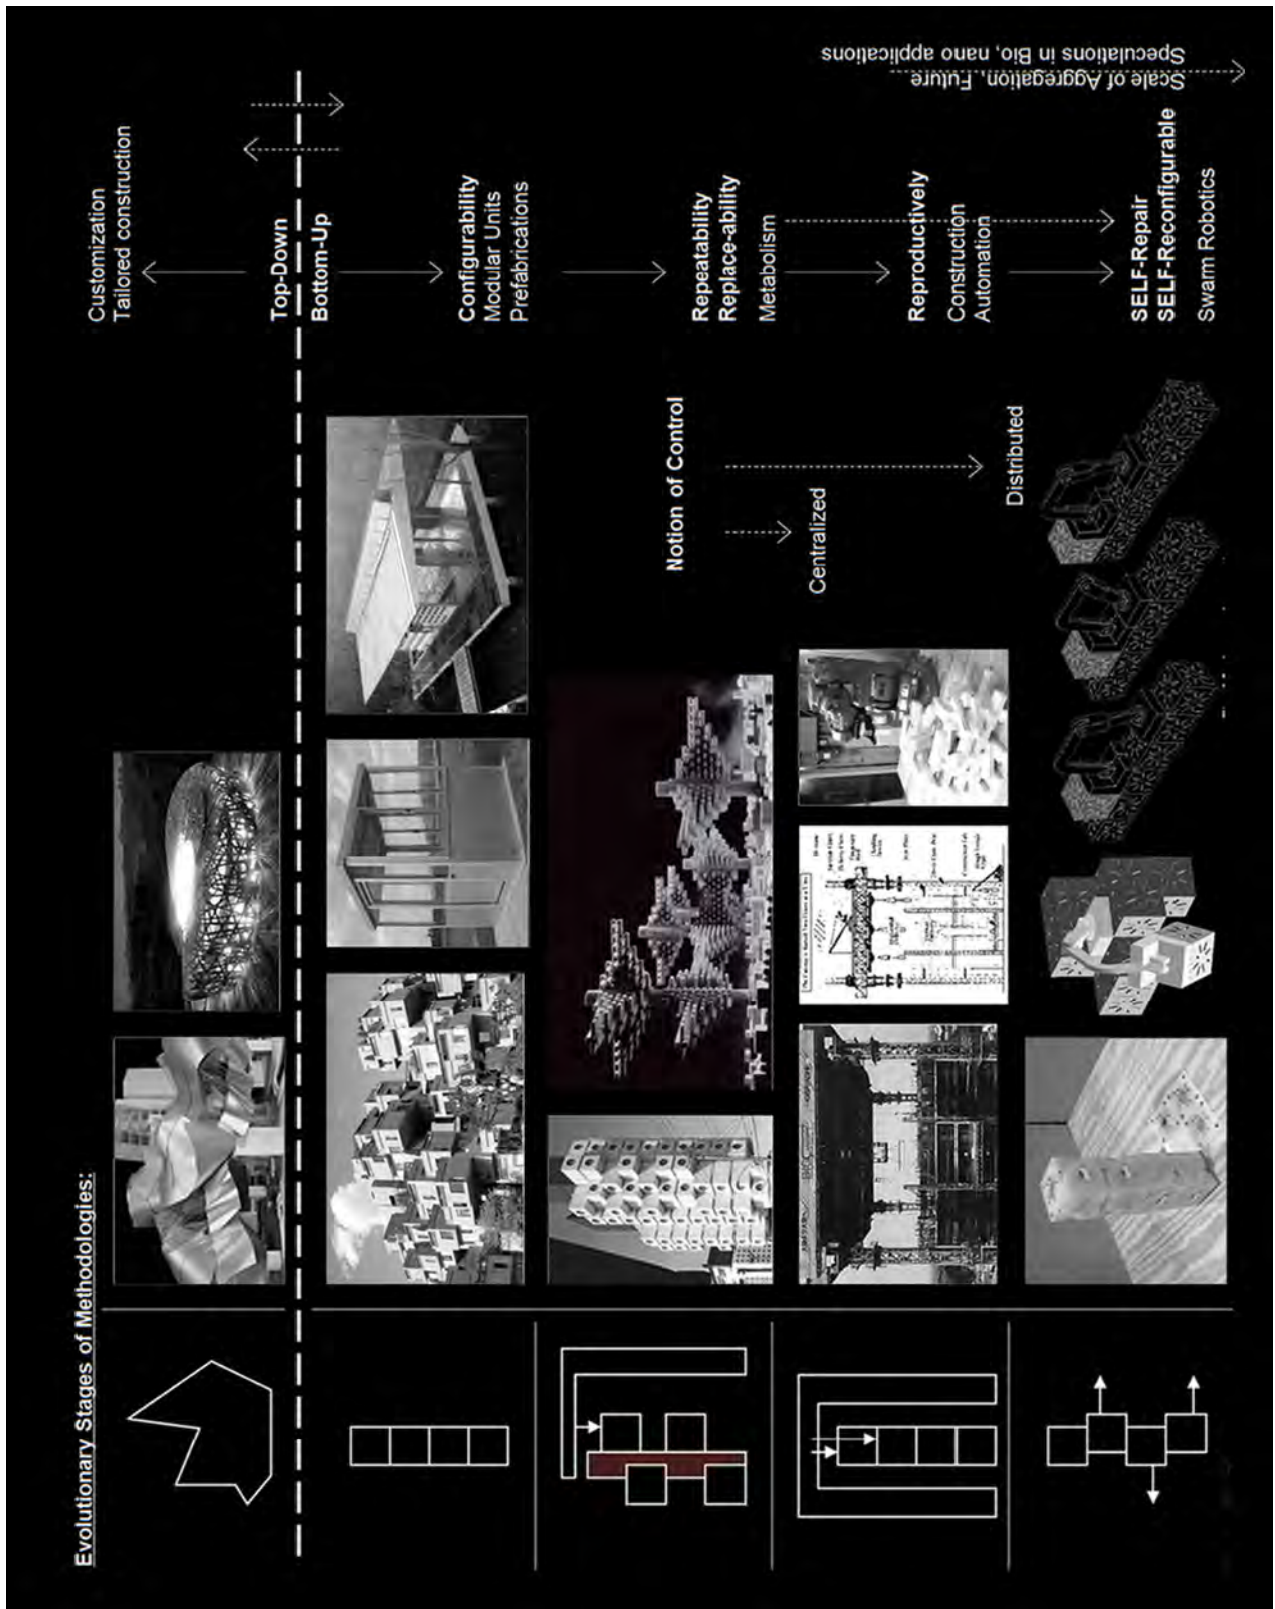 Evolutionary Stages of Methodologies:
Customization
Tailored construction
Top-Down
Bottom-Up
Configurability
Modular Units
Prefabrications
Repeatability
Replace-ability
Metabolism
Reproductively
Construction
Automation
SELF-Repair
SELF-Reconfigurable
Swarm Robotics
Notion of Control
Centralized
Distributed
Scale of Aggregation, Future
Speculations in Bio, nano applications